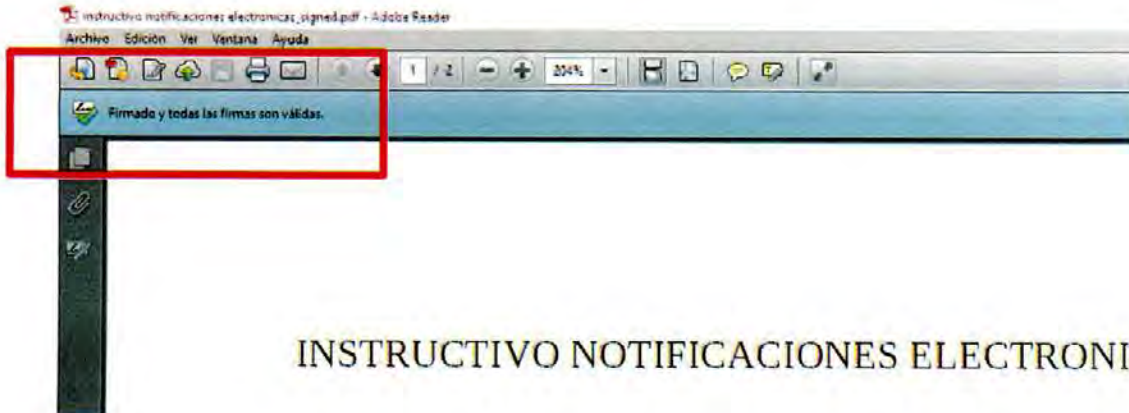 instructivo notificaciones electronicas_signed.pdf - Adobe Reader
Archivo Edición Ver Ventana Ayuda
1 / 2 204%
Firmado y todas las firmas son válidas.
INSTRUCTIVO NOTIFICACIONES ELECTRONI